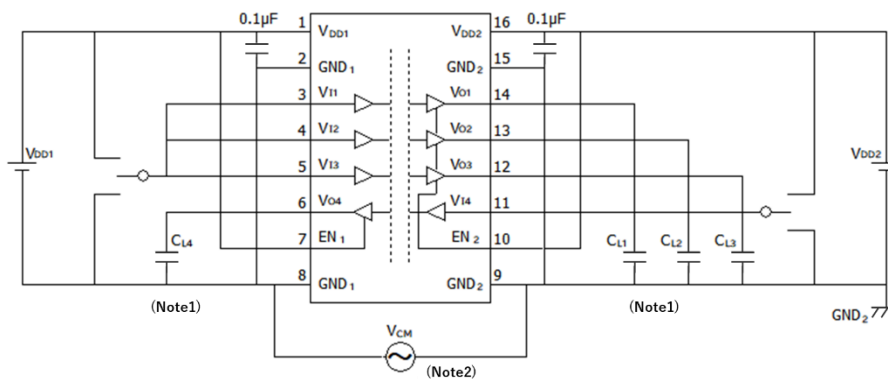 0.1μF
1
VDD1
16
VDD2
0.1μF
2
GND1
15
GND2
3
VI1
VO1
14
4
VI2
VO2
13
VDD1
5
VI3
VO3
12
VDD2
6
VO4
VI4
11
7
EN1
EN2
10
CL4
CL1
CL2
CL3
8
GND1
GND2
9
(Note1)
(Note1)
GND2
VCM
(Note2)